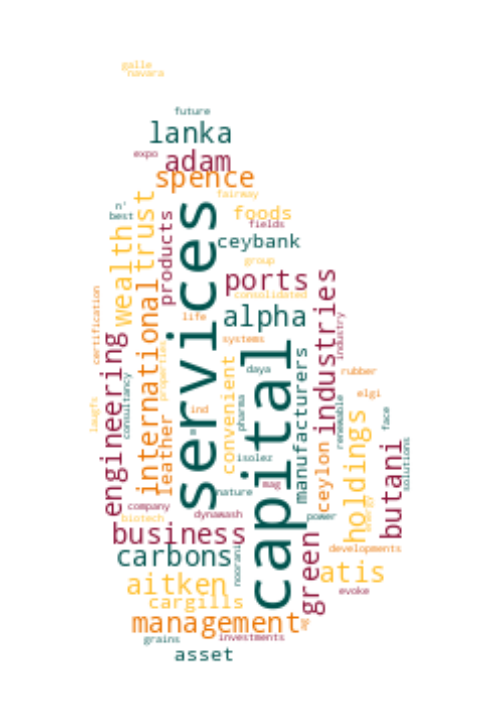 galle
navara
future
lanka
expo
adam
spence
fairway
n'
best
trust
wealth
products
services
foods
fields
ceybank
group
ports
consolidated
alpha
industries
industry
international
certification
life
systems
engineering
consultancy
laugfs
leather
properties
ind
convenient
daya
pharma
isolez
capital
manufacturers
renewable
rubber
elgi
face
holdings
energy
butani
solutions
ceylon
mag
nature
dynawash
power
company
biotech
business
carbons
noorani
green
developments
atis
evoke
aitken
cargills
management
ag
grains
investments
asset